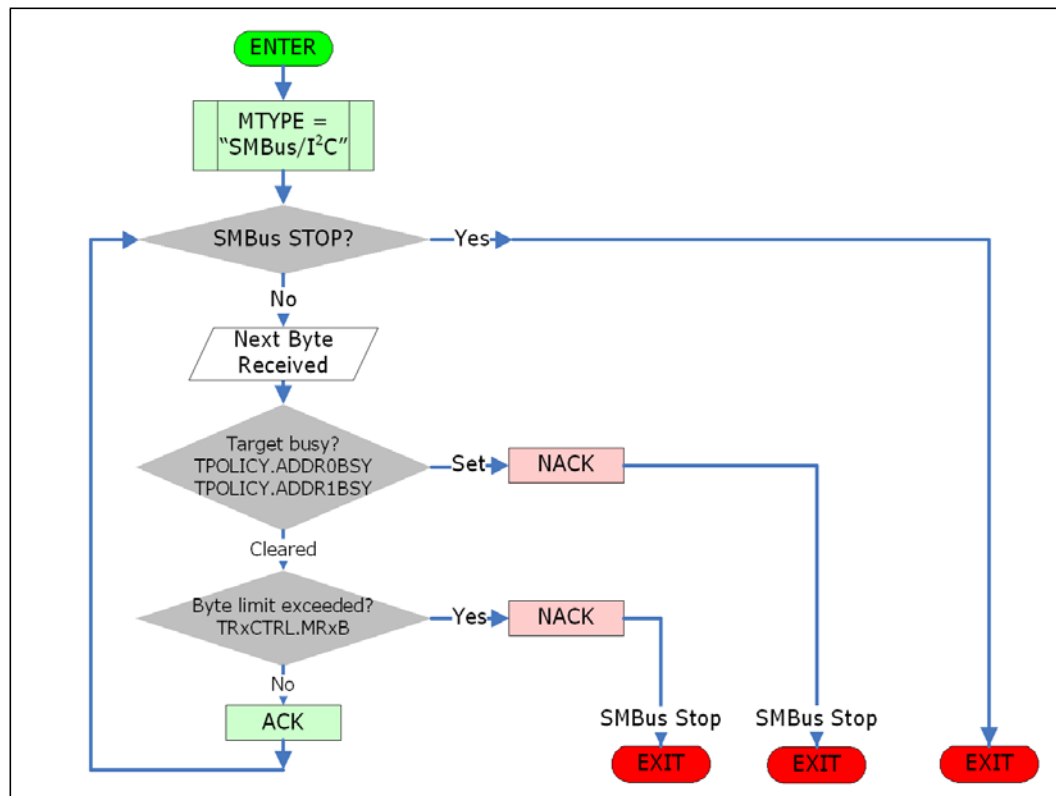 ENTER
MTYPE =
“SMBus/I²C”
SMBus STOP?
Yes
No
Next Byte
Received
Target busy?
TPOLICY.ADDR0BSY
TPOLICY.ADDR1BSY
Set
NACK
Cleared
Byte limit exceeded?
TRxCTRL.MRxB
Yes
NACK
No
ACK
SMBus Stop
SMBus Stop
EXIT
EXIT
EXIT